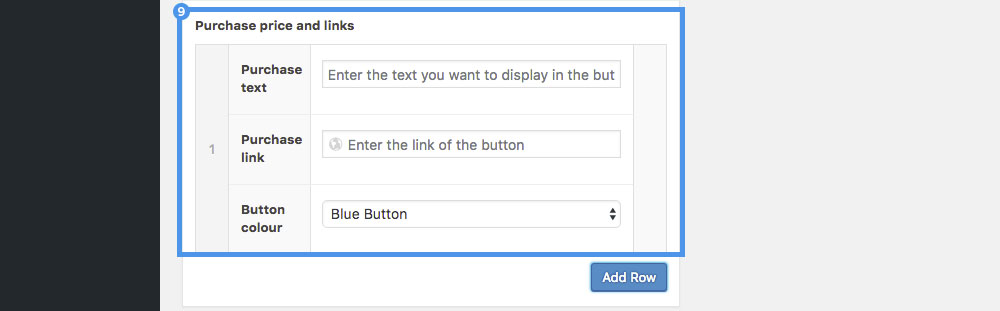 9
Purchase price and links
Purchase
text
Enter the text you want to display in the but
1
Purchase
link
Enter the link of the button
Button
colour
Blue Button
Add Row